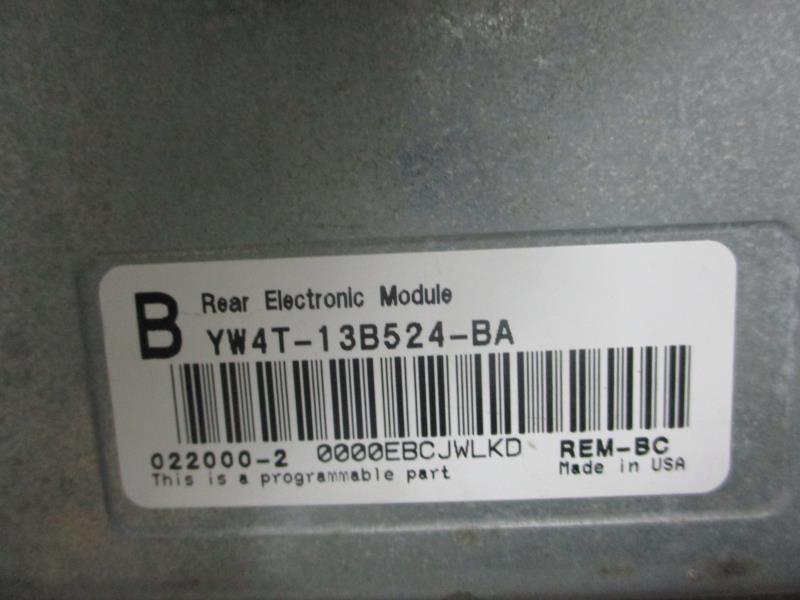 B Rear Electronic Module
YW4T-13B524-BA
022000-2 0000EBCJWLKD REM-BC
This is a programmable part Made in USA